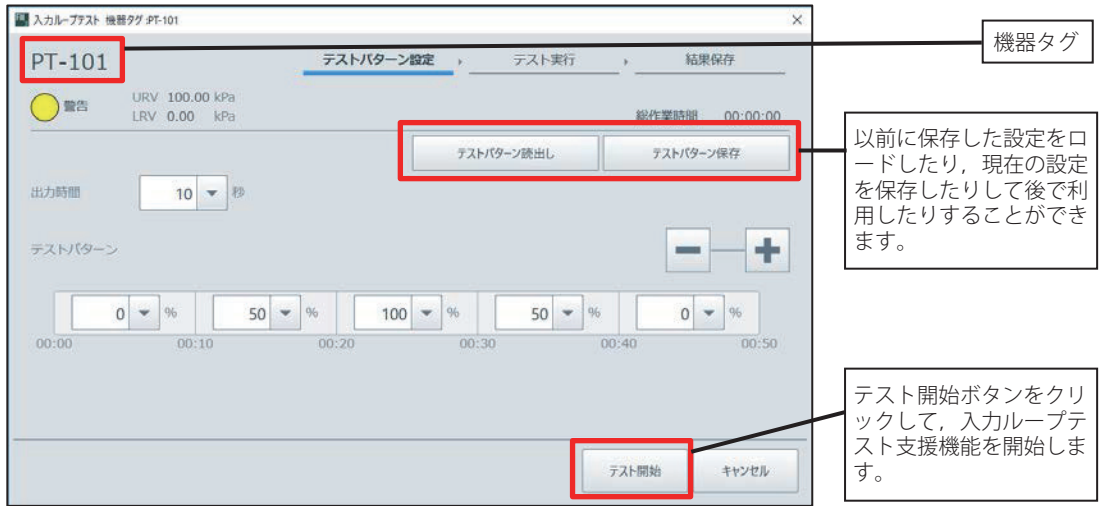 入力ループテスト 機器タグ:PT-101
PT-101
テストパターン設定 テスト実行 結果保存
警告
URV 100.00 kPa
LRV 0.00 kPa
総作業時間 00:00:00
テストパターン読出し テストパターン保存
出力時間 10 秒
テストパターン
0 % 50 % 100 % 50 % 0 %
00:00 00:10 00:20 00:30 00:40 00:50
テスト開始 キャンセル
機器タグ
以前に保存した設定をロ
ードしたり，現在の設定
を保存したりして後で利
用したりすることができ
ます。
テスト開始ボタンをクリ
ックして，入力ループテ
スト支援機能を開始しま
す。